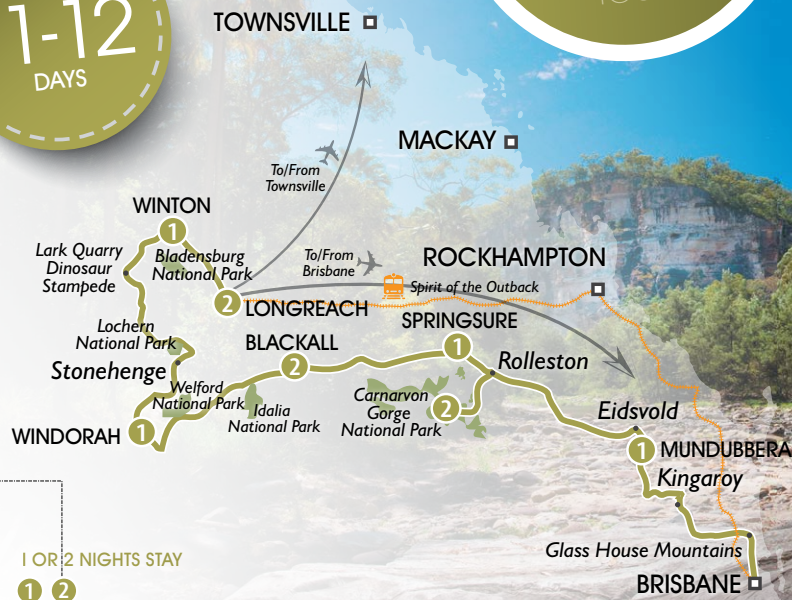 1-12
DAYS
TOWNSVILLE
MACKAY
To/From
Townsville
WINTON
1
Lark Quarry
Dinosaur
Stampede
Bladensburg
National Park
To/From
Brisbane
ROCKHAMPTON
Spirit of the Outback
2
LONGREACH
Lochern
National Park
SPRINGSURE
1
BLACKALL
2
Stonehenge
Rolleston
Welford
National Park
Idalia
National Park
Carnarvon
Gorge
National Park
2
Eidsvold
WINDORAH
1
1
MUNDUBBERA
Kingaroy
Glass House Mountains
1 OR 2 NIGHTS STAY
1 2
BRISBANE